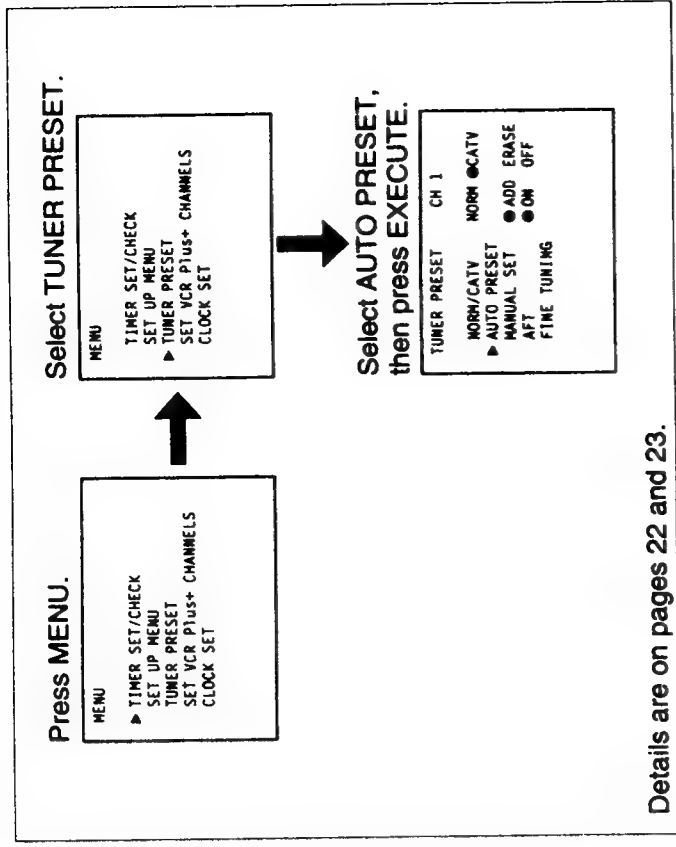 Press MENU.
MENU
▶ TIMER SET/CHECK
SET UP MENU
TUNER PRESET
SET VCR Plus+ CHANNELS
CLOCK SET
Select TUNER PRESET.
MENU
TIMER SET/CHECK
SET UP MENU
▶ TUNER PRESET
SET VCR Plus+ CHANNELS
CLOCK SET
Select AUTO PRESET,
then press EXECUTE.
TUNER PRESET CH 1
NORM/CATV NORM ●CATV
▶ AUTO PRESET
MANUAL SET ●ADD ERASE
AFT ●ON OFF
FINE TUNING
Details are on pages 22 and 23.